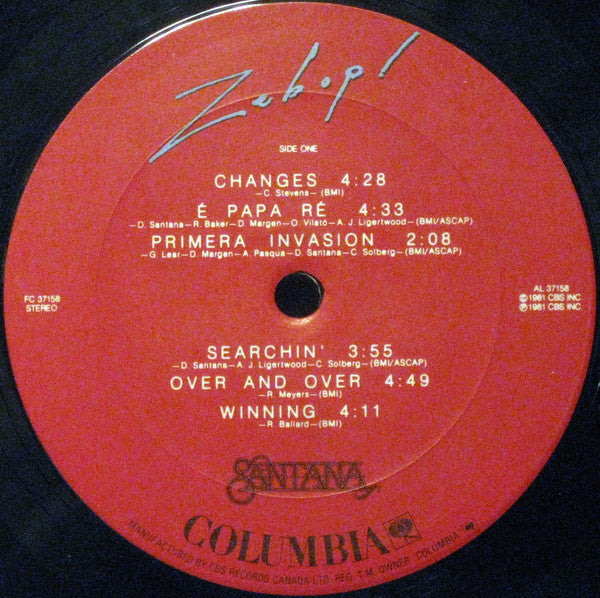 Zebop!
SIDE ONE
CHANGES 4:28
—C. Stevens—(BMI)
É PAPA RÉ 4:33
—D. Santana—R. Baker—D. Margen—O. Vilató—A. J. Ligertwood—(BMI/ASCAP)
PRIMERA INVASION 2:08
—G. Lear—D. Margen—A. Pasqua—D. Santana—C. Solberg—(BMI/ASCAP)
FC 37158
STEREO
AL 37158
©1981 CBS INC.
℗1981 CBS INC.
SEARCHIN' 3:55
—D. Santana—A. J. Ligertwood—C. Solberg—(BMI/ASCAP)
OVER AND OVER 4:49
—R. Meyers—(BMI)
WINNING 4:11
—R. Ballard—(BMI)
SANTANA
COLUMBIA
MANUFACTURED BY CBS RECORDS CANADA LTD. REG. T.M. OWNER. COLUMBIA